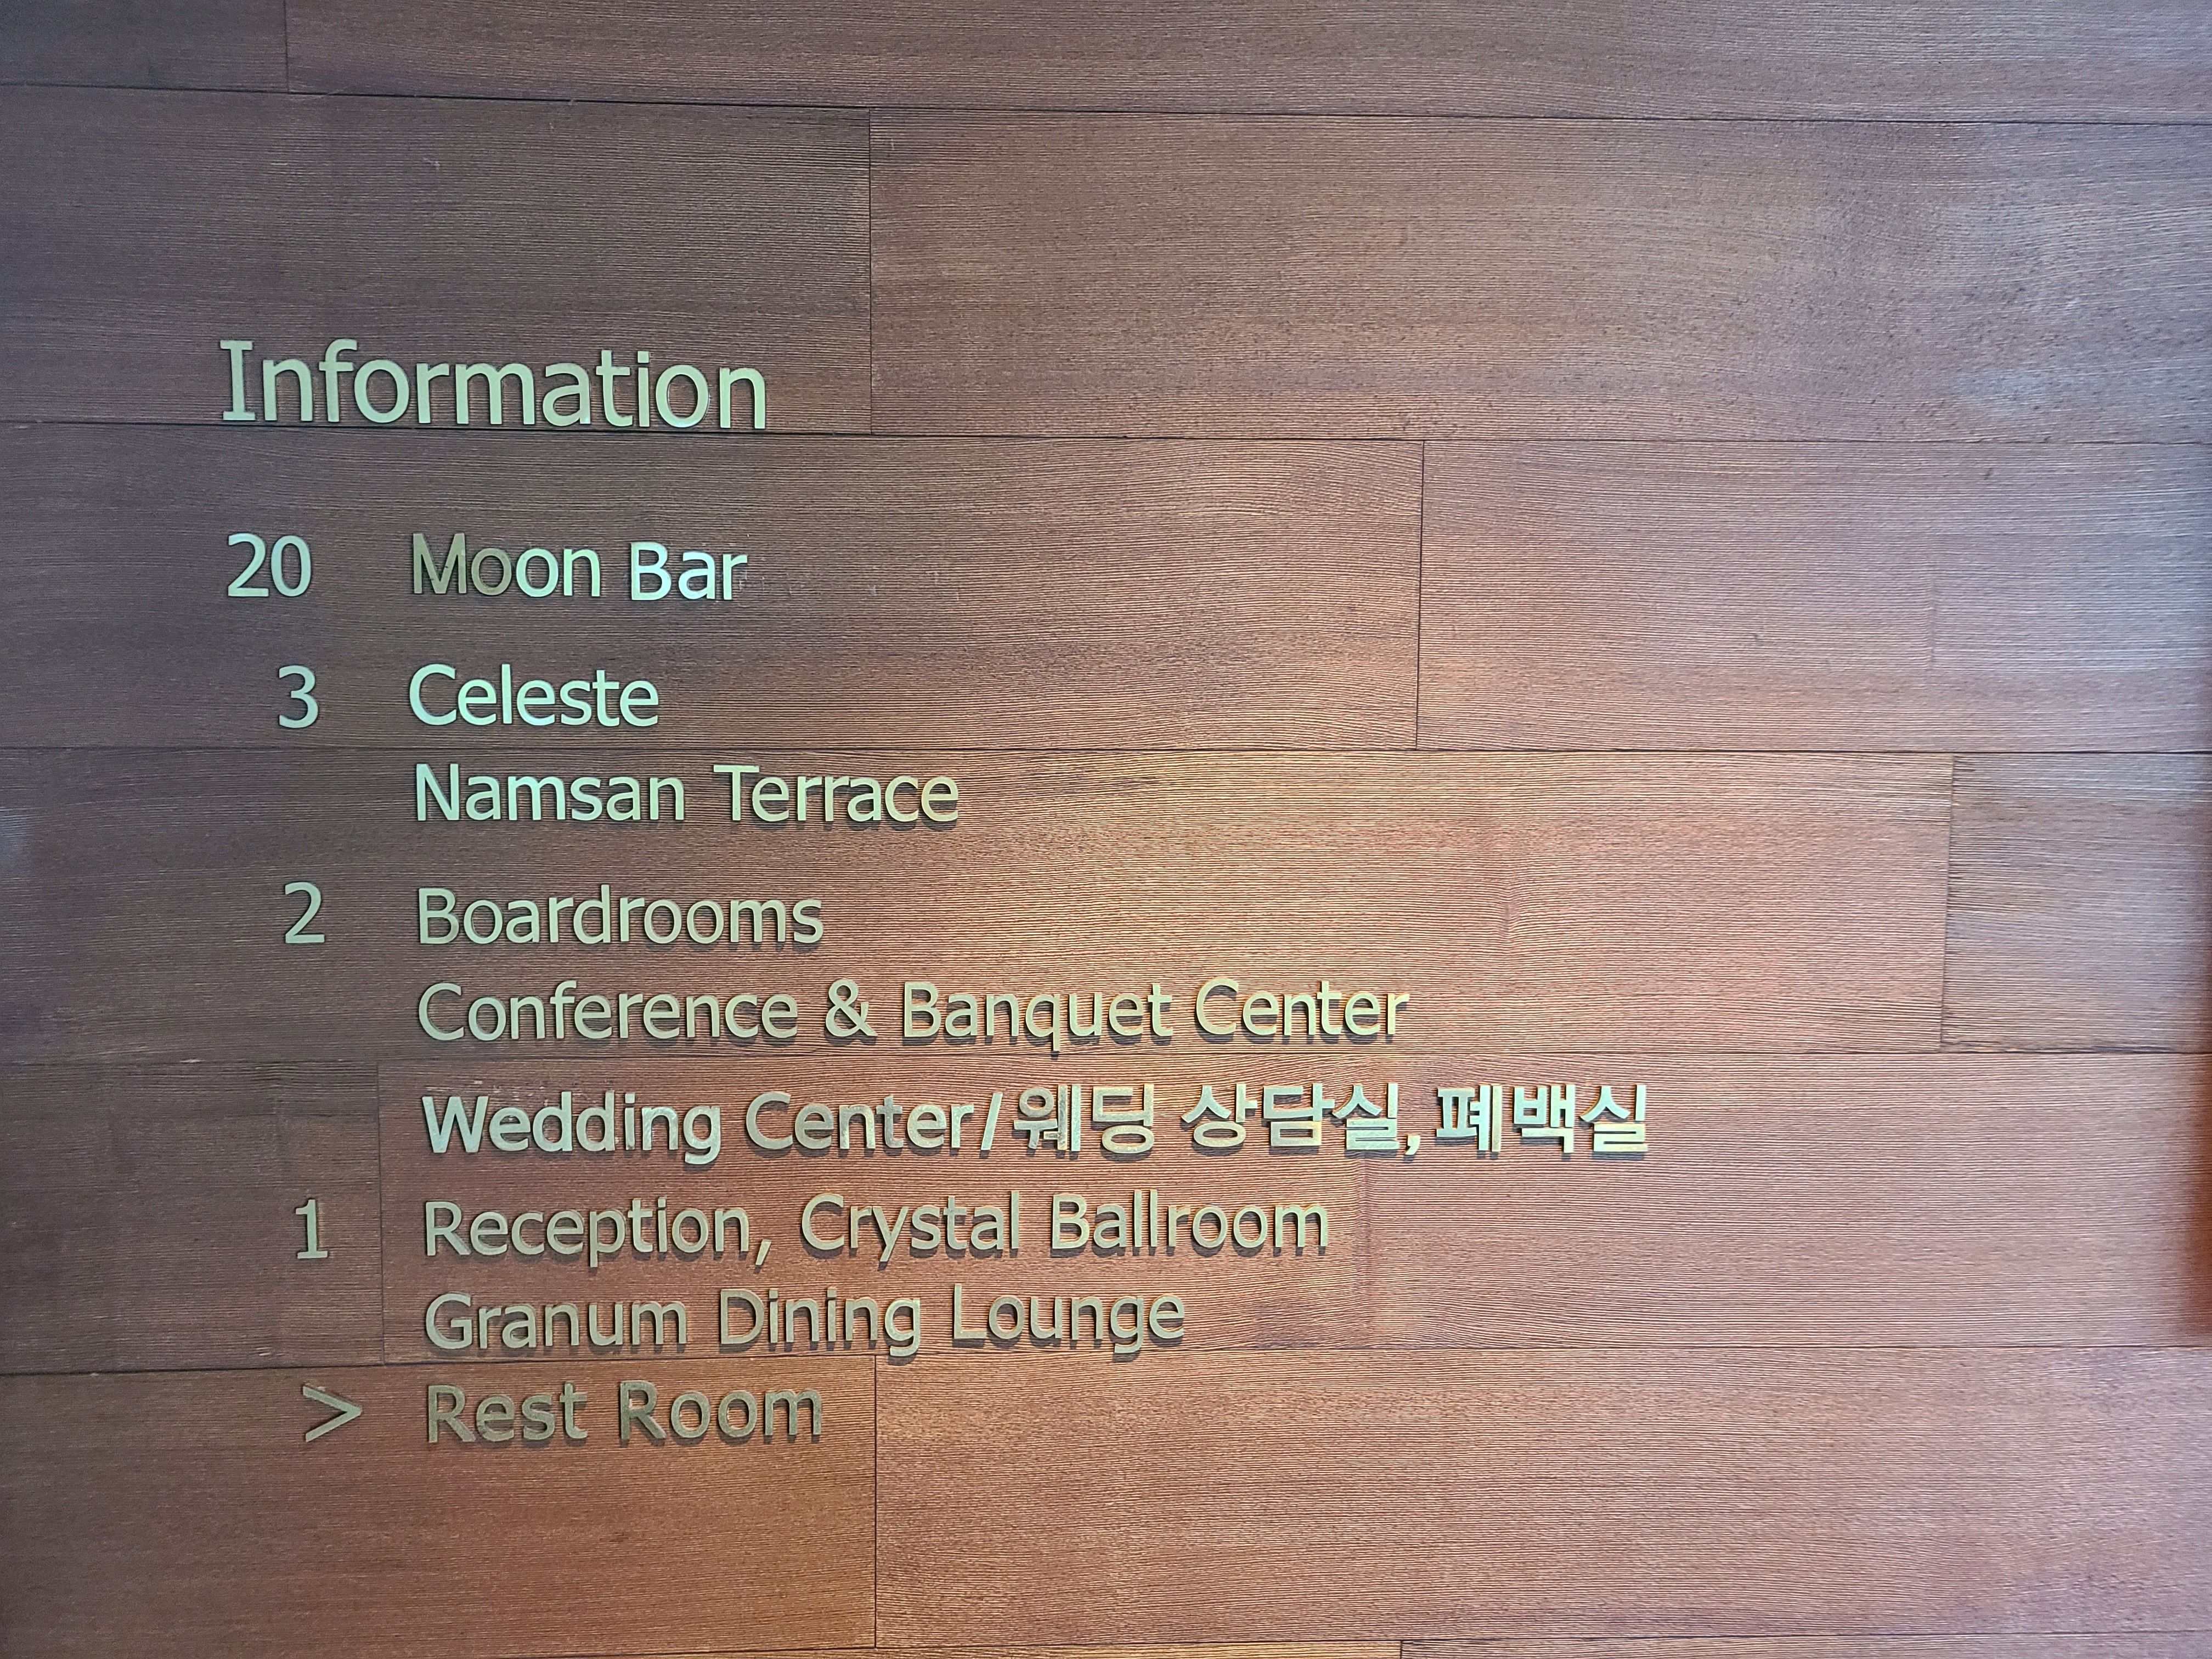 Information
20 Moon Bar
3 Celeste
Namsan Terrace
2 Boardrooms
Conference & Banquet Center
Wedding Center/웨딩 상담실, 폐백실
1 Reception, Crystal Ballroom
Granum Dining Lounge
> Rest Room